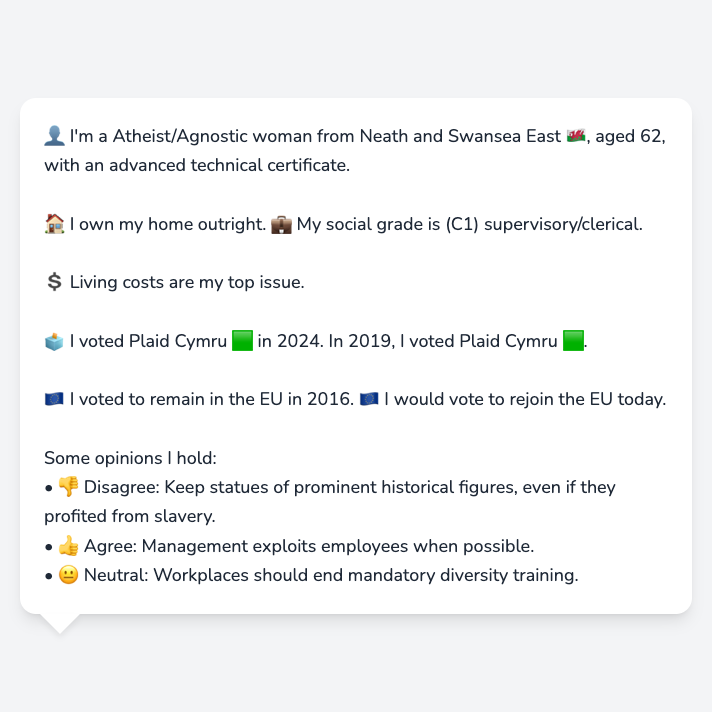 👤 I'm a Atheist/Agnostic woman from Neath and Swansea East 🏴󠁧󠁢󠁷󠁬󠁳󠁿, aged 62,
with an advanced technical certificate.
🏠 I own my home outright. 💼 My social grade is (C1) supervisory/clerical.
💲 Living costs are my top issue.
🗳️ I voted Plaid Cymru 🟩 in 2024. In 2019, I voted Plaid Cymru 🟩.
🇪🇺 I voted to remain in the EU in 2016. 🇪🇺 I would vote to rejoin the EU today.
Some opinions I hold:
• 👎 Disagree: Keep statues of prominent historical figures, even if they
profited from slavery.
• 👍 Agree: Management exploits employees when possible.
• 😐 Neutral: Workplaces should end mandatory diversity training.